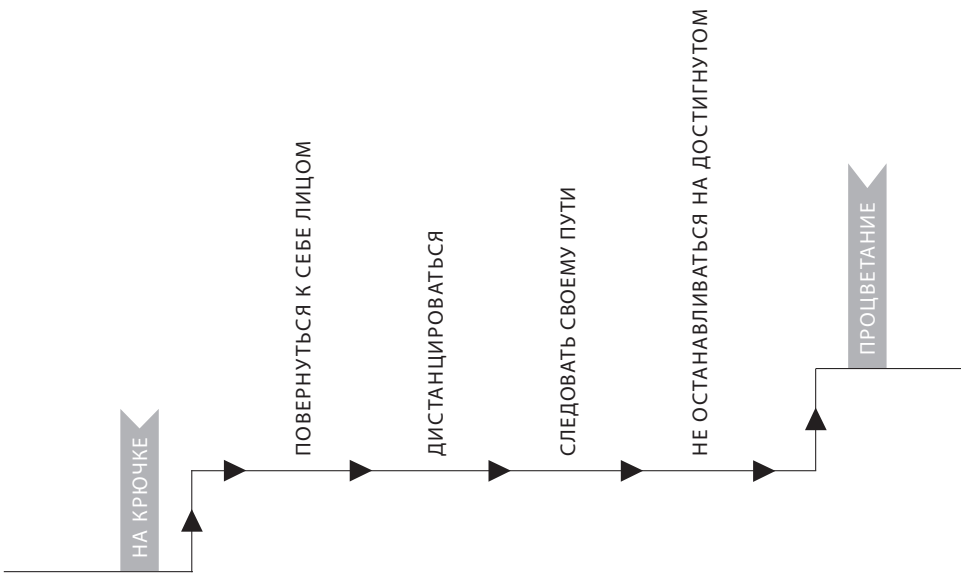 НА КРЮЧКЕ
ПОВЕРНУТЬСЯ К СЕБЕ ЛИЦОМ
ДИСТАНЦИРОВАТЬСЯ
СЛЕДОВАТЬ СВОЕМУ ПУТИ
НЕ ОСТАНАВЛИВАТЬСЯ НА ДОСТИГНУТОМ
ПРОЦВЕТАНИЕ